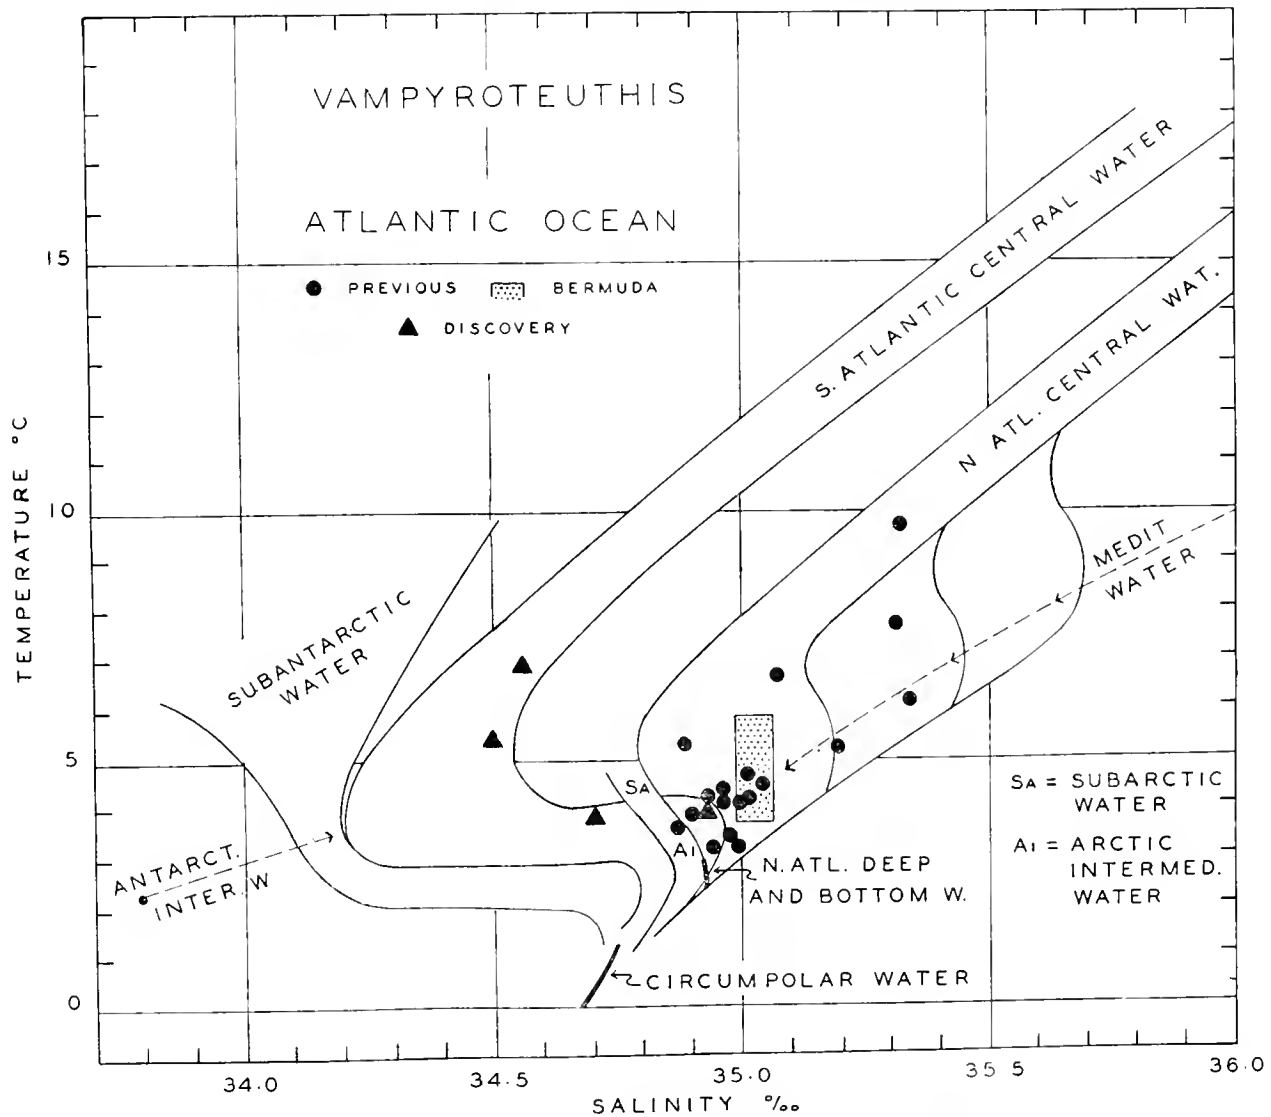 VAMPYROTEUTHIS
ATLANTIC OCEAN
PREVIOUS
BERMUDA
DISCOVERY
S. ATLANTIC CENTRAL WATER
N ATL. CENTRAL WAT.
MEDIT
WATER
SUBANTARCTIC
WATER
ANTARCT.
INTER. W
SA
AI
N. ATL. DEEP
AND BOTTOM W.
CIRCUMPOLAR WATER
SA = SUBARCTIC
WATER
AI = ARCTIC
INTERMED.
WATER
TEMPERATURE °C
15
10
5
0
34.0
34.5
35.0
35 5
36.0
SALINITY ‰